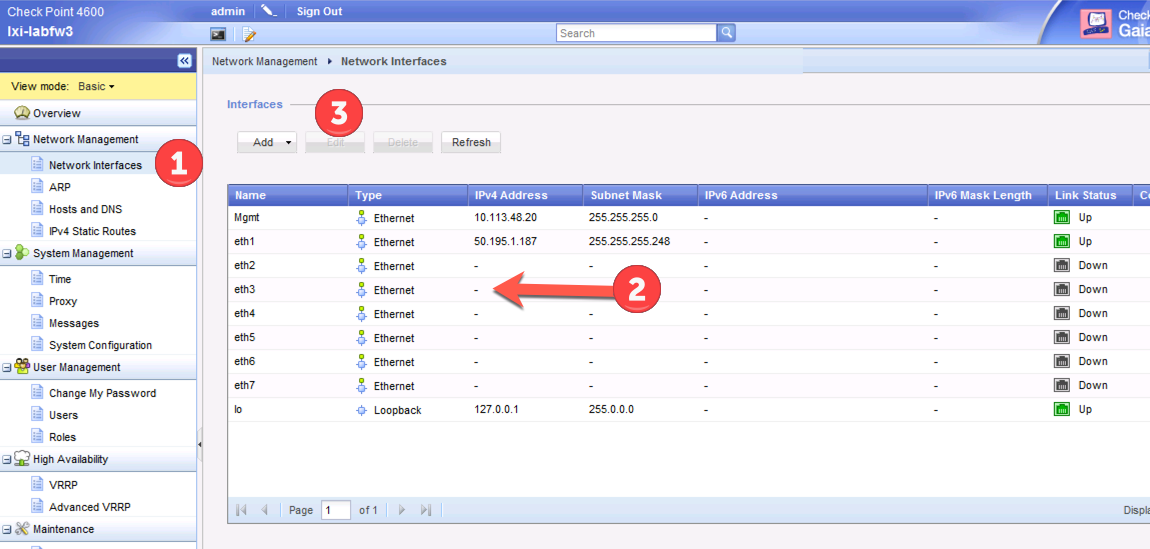 Check Point 4600
lxi-labfw3
admin
Sign Out
Search
Check
Gaia
View mode: Basic
Overview
Network Management
Network Interfaces
ARP
Hosts and DNS
IPv4 Static Routes
System Management
Time
Proxy
Messages
System Configuration
User Management
Change My Password
Users
Roles
High Availability
VRRP
Advanced VRRP
Maintenance
1
Network Management Network Interfaces
Interfaces
3
Add Edit Delete Refresh
Name Type IPv4 Address Subnet Mask IPv6 Address IPv6 Mask Length Link Status Co
Mgmt Ethernet 10.113.48.20 255.255.255.0 - - Up
eth1 Ethernet 50.195.1.187 255.255.255.248 - - Up
eth2 Ethernet - - - - Down
eth3 Ethernet - 2 - - Down
eth4 Ethernet - - - - Down
eth5 Ethernet - - - - Down
eth6 Ethernet - - - - Down
eth7 Ethernet - - - - Down
lo Loopback 127.0.0.1 255.0.0.0 - - Up
Page 1 of 1
Displa